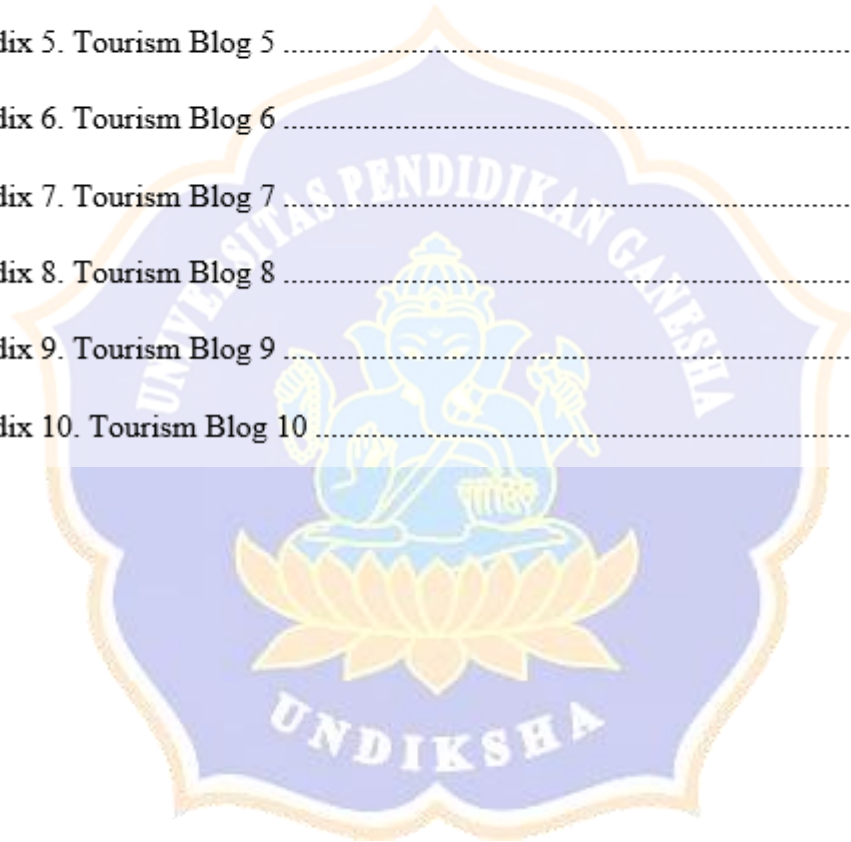 dix 5. Tourism Blog 5 ........................................................................
dix 6. Tourism Blog 6 ........................................................................
dix 7. Tourism Blog 7 ........................................................................
dix 8. Tourism Blog 8 ........................................................................
dix 9. Tourism Blog 9 ........................................................................
dix 10. Tourism Blog 10 ....................................................................
UNIVERSITAS PENDIDIKAN GANESHA
UNDIKSHA